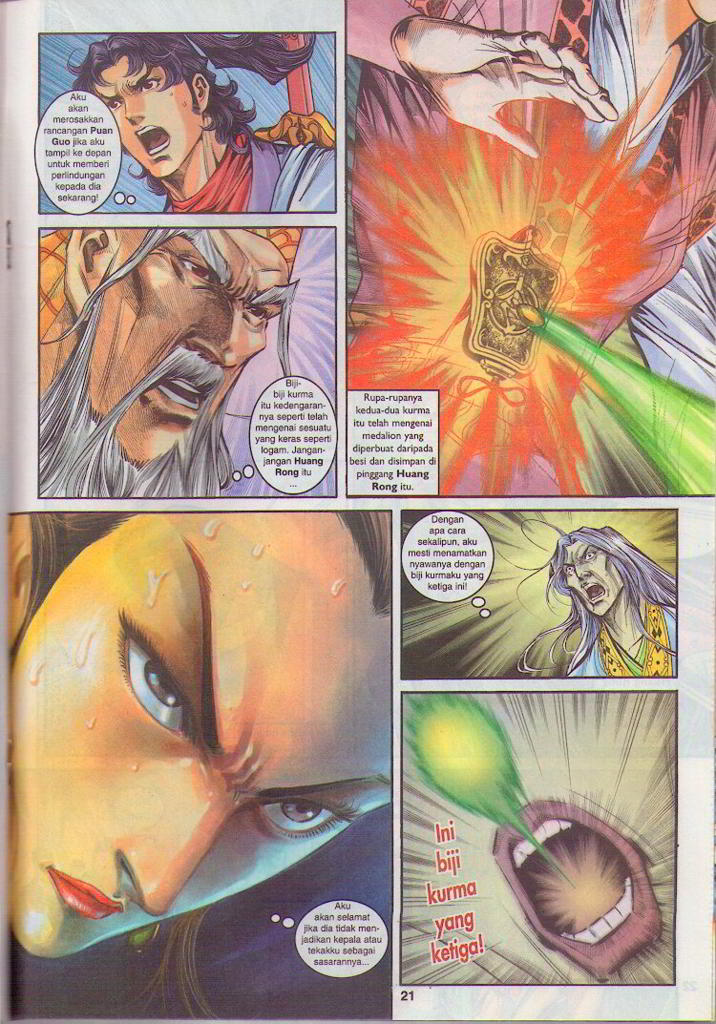 Aku
akan
merosakkan
rancangan Puan
Guo jika aku
tampil ke depan
untuk memberi
perlindungan
kepada dia
sekarang!
Biji-
biji kurma
itu kedengaran-
nya seperti telah
mengenai sesuatu
yang keras seperti
logam. Jangan-
jangan Huang
Rong itu
...
Rupa-rupanya
kedua-dua kurma
itu telah mengenai
medalion yang
diperbuat daripada
besi dan disimpan di
pinggang Huang
Rong itu.
Dengan
apa cara
sekalipun, aku
mesti menamatkan
nyawanya dengan
biji kurmaku yang
ketiga ini!
Aku
akan selamat
jika dia tidak men-
jadikan kepala atau
tekakku sebagai
sasarannya...
Ini
biji
kurma
yang
ketiga!
21